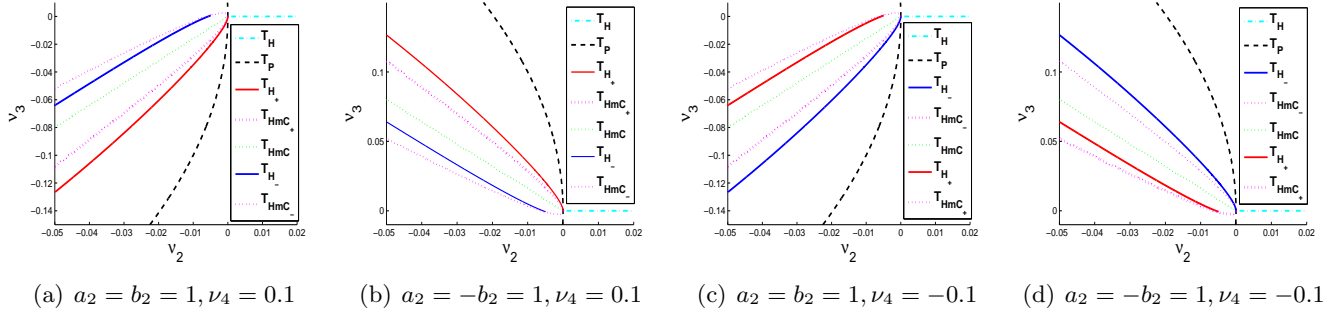 0
−0.02
−0.04
−0.06
−0.08
−0.1
−0.12
−0.14
ν3
−0.05 −0.04 −0.03 −0.02 −0.01 0 0.01 0.02
ν2
T_H
T_P
T_H+
T_HmC+
T_HmC
T_H−
T_HmC−
(a) a2 = b2 = 1, ν4 = 0.1
0.1
0.05
0
ν3
−0.05 −0.04 −0.03 −0.02 −0.01 0 0.01 0.02
ν2
T_H
T_P
T_H+
T_HmC+
T_HmC
T_H−
T_HmC−
(b) a2 = −b2 = 1, ν4 = 0.1
0
−0.02
−0.04
−0.06
−0.08
−0.1
−0.12
−0.14
ν3
−0.05 −0.04 −0.03 −0.02 −0.01 0 0.01 0.02
ν2
T_H
T_P
T_H−
T_HmC−
T_HmC
T_H+
T_HmC+
(c) a2 = b2 = 1, ν4 = −0.1
0.1
0.05
0
ν3
−0.05 −0.04 −0.03 −0.02 −0.01 0 0.01 0.02
ν2
T_H
T_P
T_H−
T_HmC−
T_HmC
T_H+
T_HmC+
(d) a2 = −b2 = 1, ν4 = −0.1